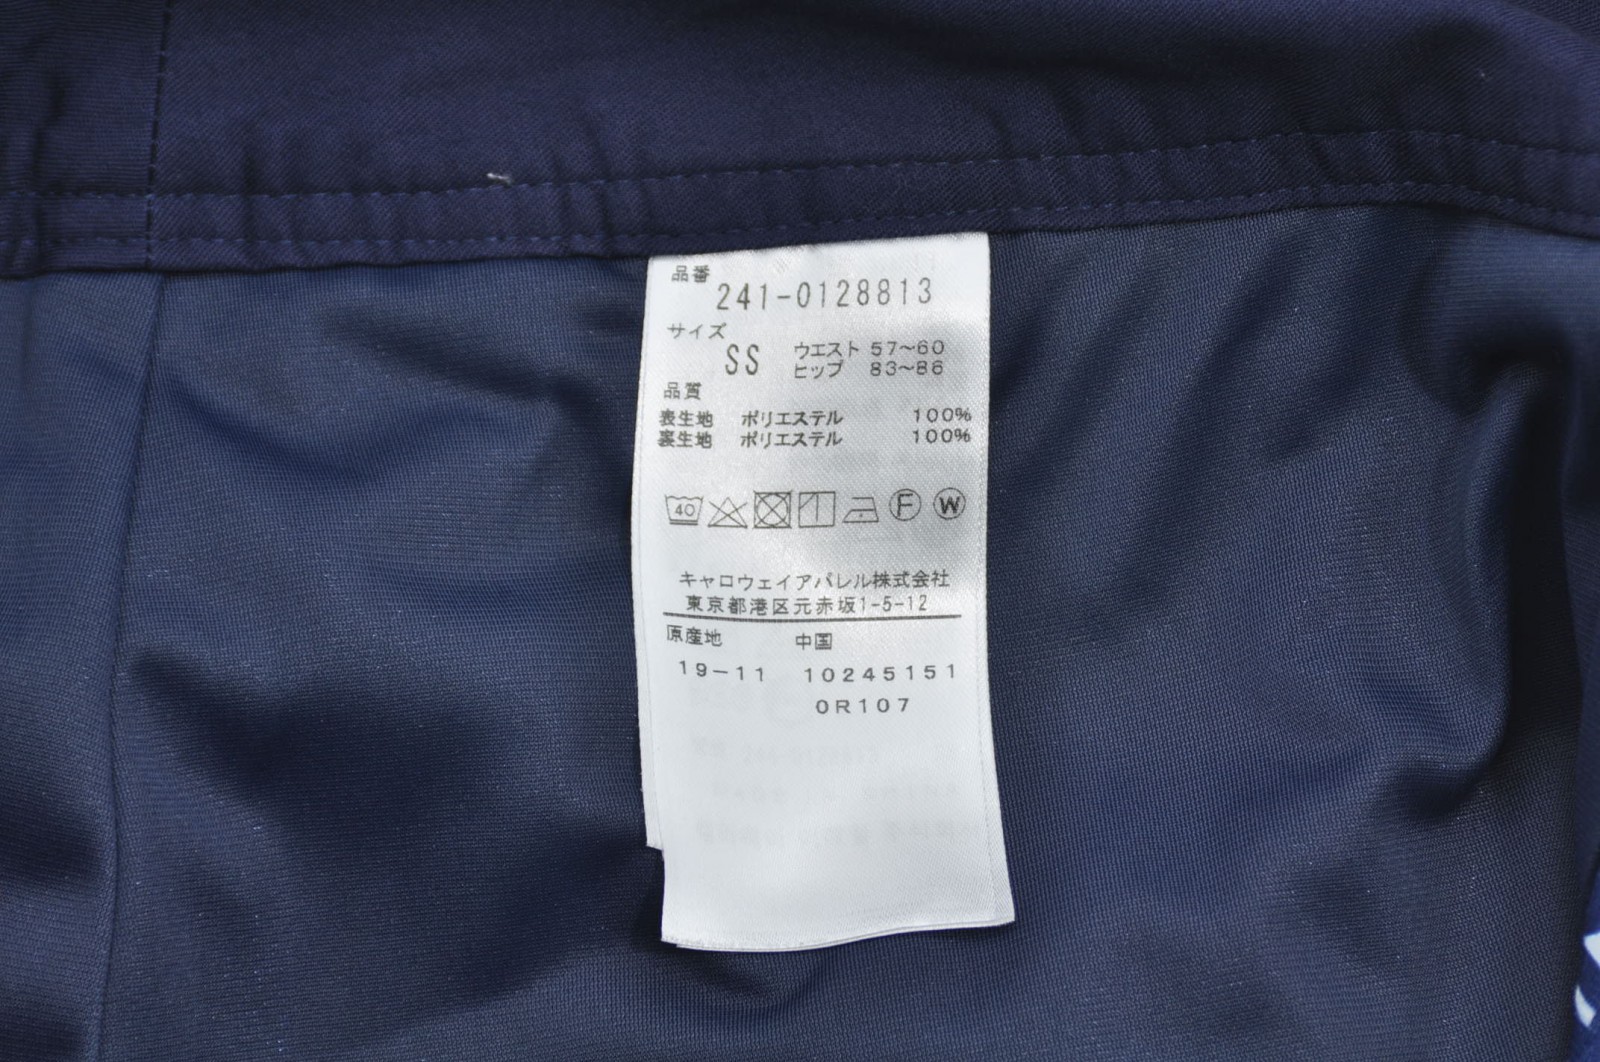 品番
241-0128813
サイズ
SS ウエスト 57〜60
ヒップ 83〜86
品質
表生地 ポリエステル 100%
裏生地 ポリエステル 100%
40 F W
キャロウェイアパレル株式会社
東京都港区元赤坂1-5-12
原産地 中国
19-11 10245151
0R107